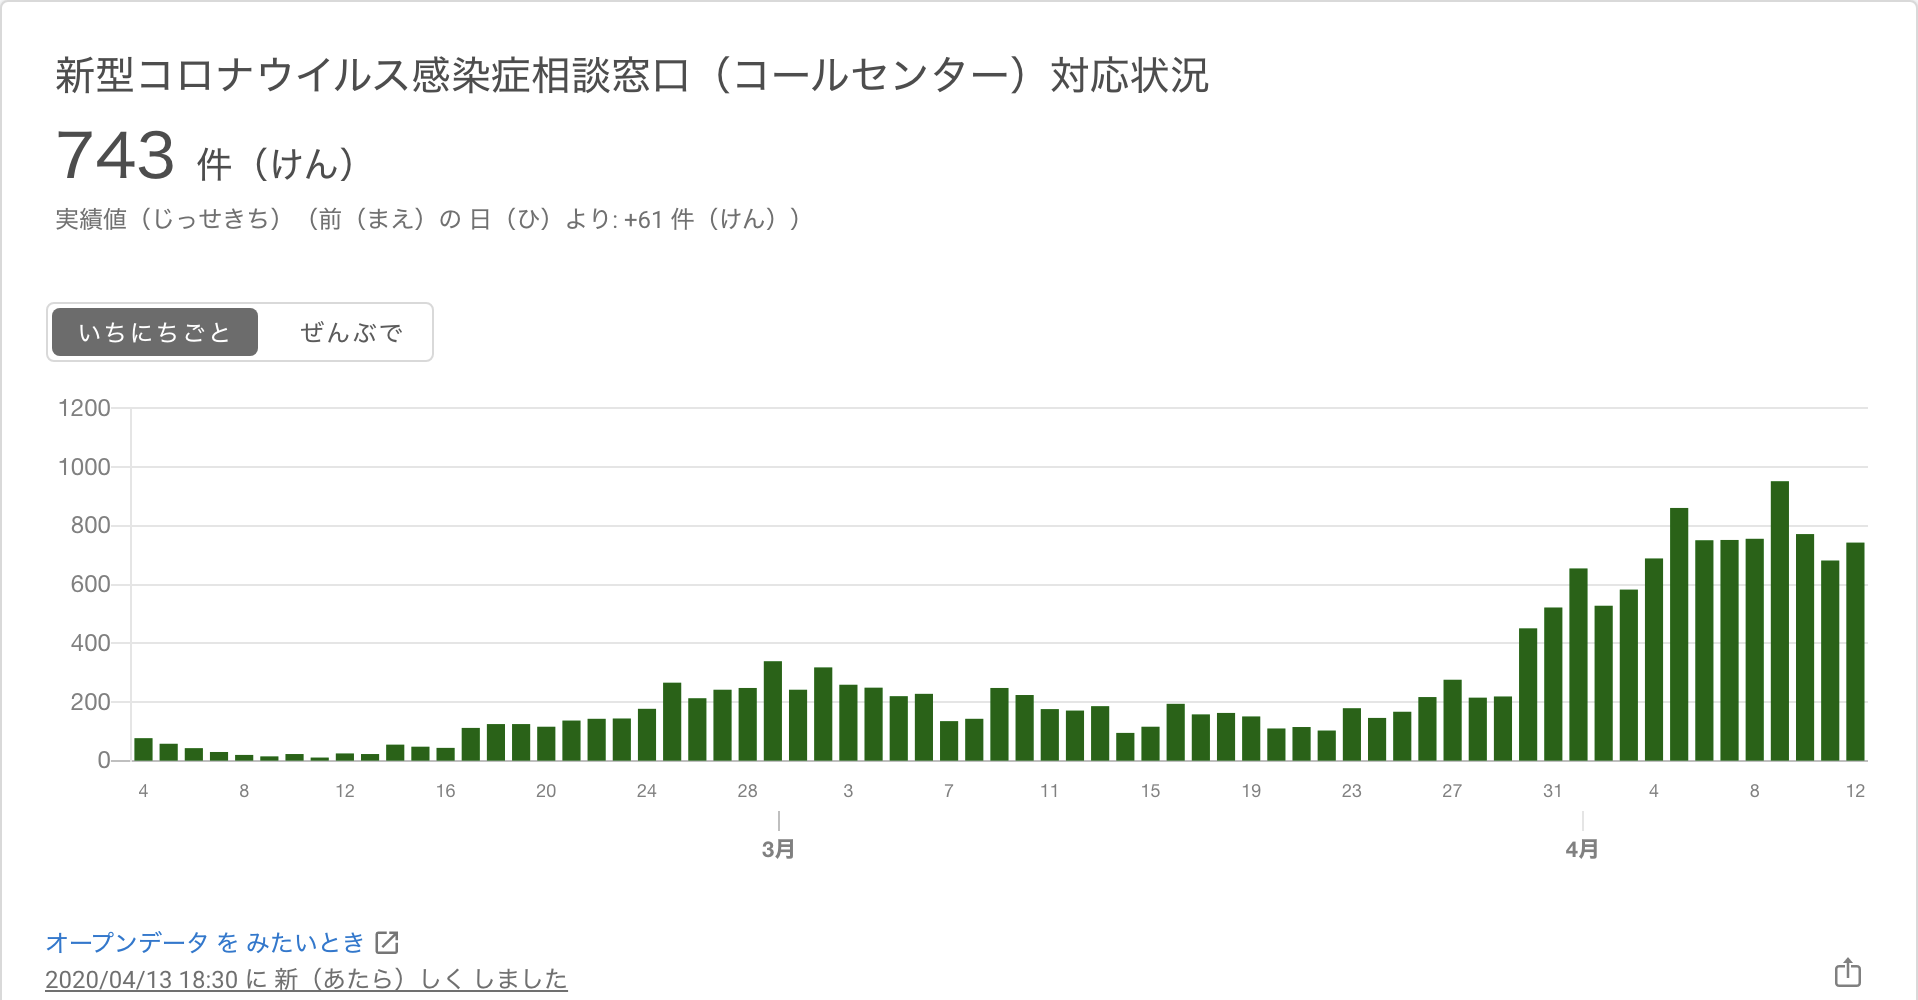 新型コロナウイルス感染症相談窓口（コールセンター）対応状況
743 件（けん）
実績値（じっせきち）（前（まえ）の 日（ひ）より: +61 件（けん））
いちにちごと ぜんぶで
1200
1000
800
600
400
200
0
4 8 12 16 20 24 28 3 7 11 15 19 23 27 31 4 8 12
3月 4月
オープンデータ を みたいとき
2020/04/13 18:30 に 新（あたら）しく しました